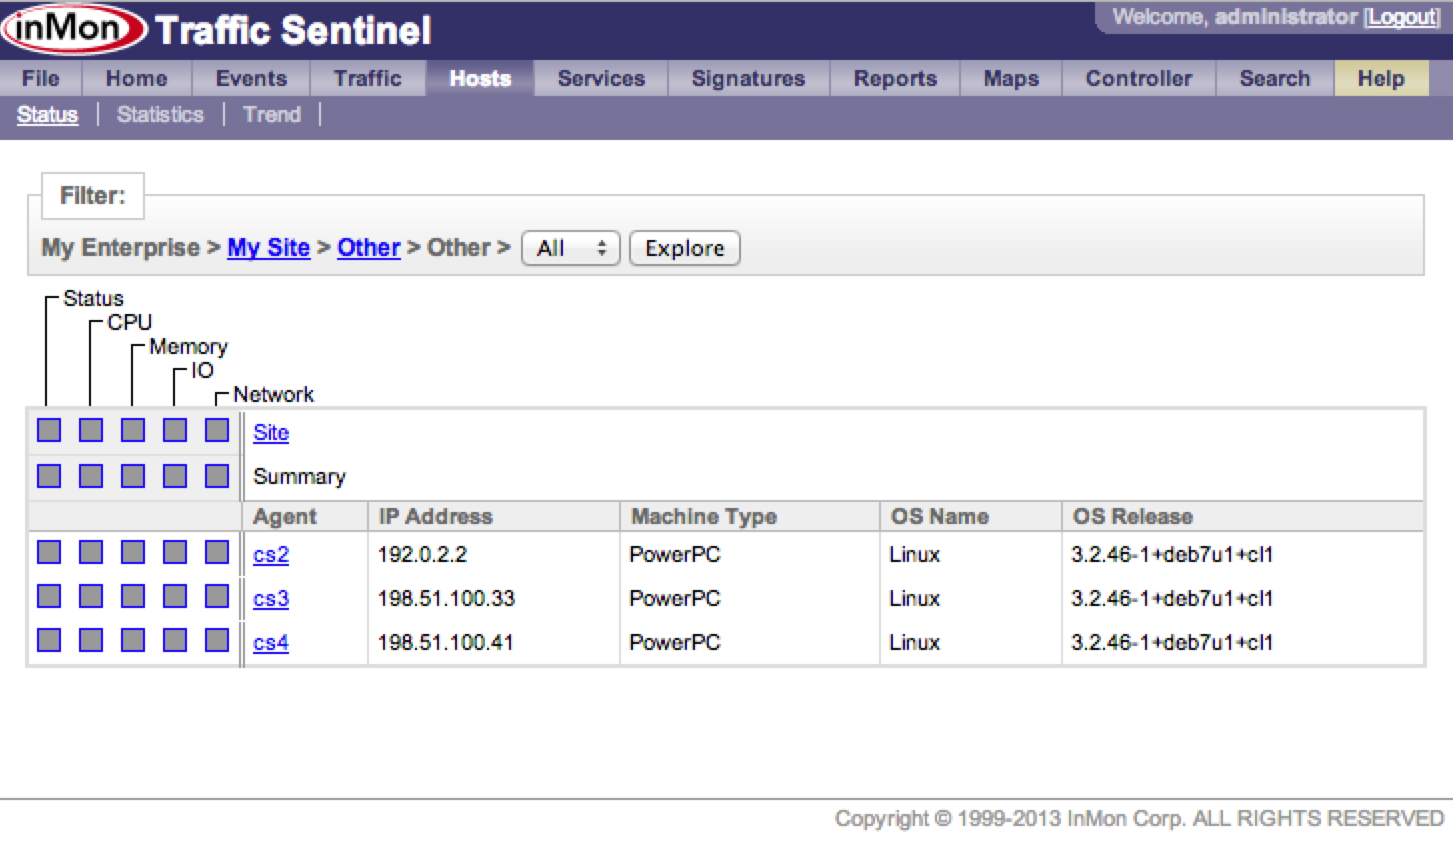 inMon Traffic Sentinel
Welcome, administrator [Logout]
File Home Events Traffic Hosts Services Signatures Reports Maps Controller Search Help
Status | Statistics | Trend |
Filter:
My Enterprise > My Site > Other > Other > All Explore
Status
CPU
Memory
IO
Network
Site
Summary
Agent IP Address Machine Type OS Name OS Release
cs2 192.0.2.2 PowerPC Linux 3.2.46-1+deb7u1+cl1
cs3 198.51.100.33 PowerPC Linux 3.2.46-1+deb7u1+cl1
cs4 198.51.100.41 PowerPC Linux 3.2.46-1+deb7u1+cl1
Copyright © 1999-2013 InMon Corp. ALL RIGHTS RESERVED